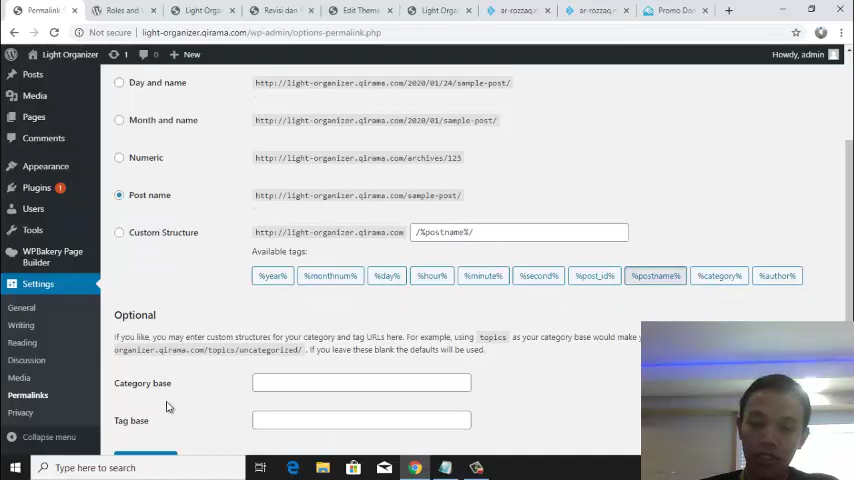 Permalink S
Roles and
Light Organ
Revisi dan
Edit Theme
Light Orga
ar-rozzaq.m
ar-rozzaq.m
Promo Dom
Not secure
light-organizer.qirama.com/wp-admin/options-permalink.php
Light Organizer
1
0
New
Howdy, admin
Posts
Media
Pages
Comments
Appearance
Plugins 1
Users
Tools
WPBakery Page
Builder
Settings
General
Writing
Reading
Discussion
Media
Permalinks
Privacy
Collapse menu
Day and name
http://light-organizer.qirama.com/2020/01/24/sample-post/
Month and name
http://light-organizer.qirama.com/2020/01/sample-post/
Numeric
http://light-organizer.qirama.com/archives/123
Post name
http://light-organizer.qirama.com/sample-post/
Custom Structure
http://light-organizer.qirama.com
/%postname%/
Available tags:
%year% %monthnum% %day% %hour% %minute% %second% %post_id% %postname% %category% %author%
Optional
If you like, you may enter custom structures for your category and tag URLs here. For example, using topics as your category base would make y
organizer.qirama.com/topics/uncategorized/ . If you leave these blank the defaults will be used.
Category base
Tag base
Type here to search